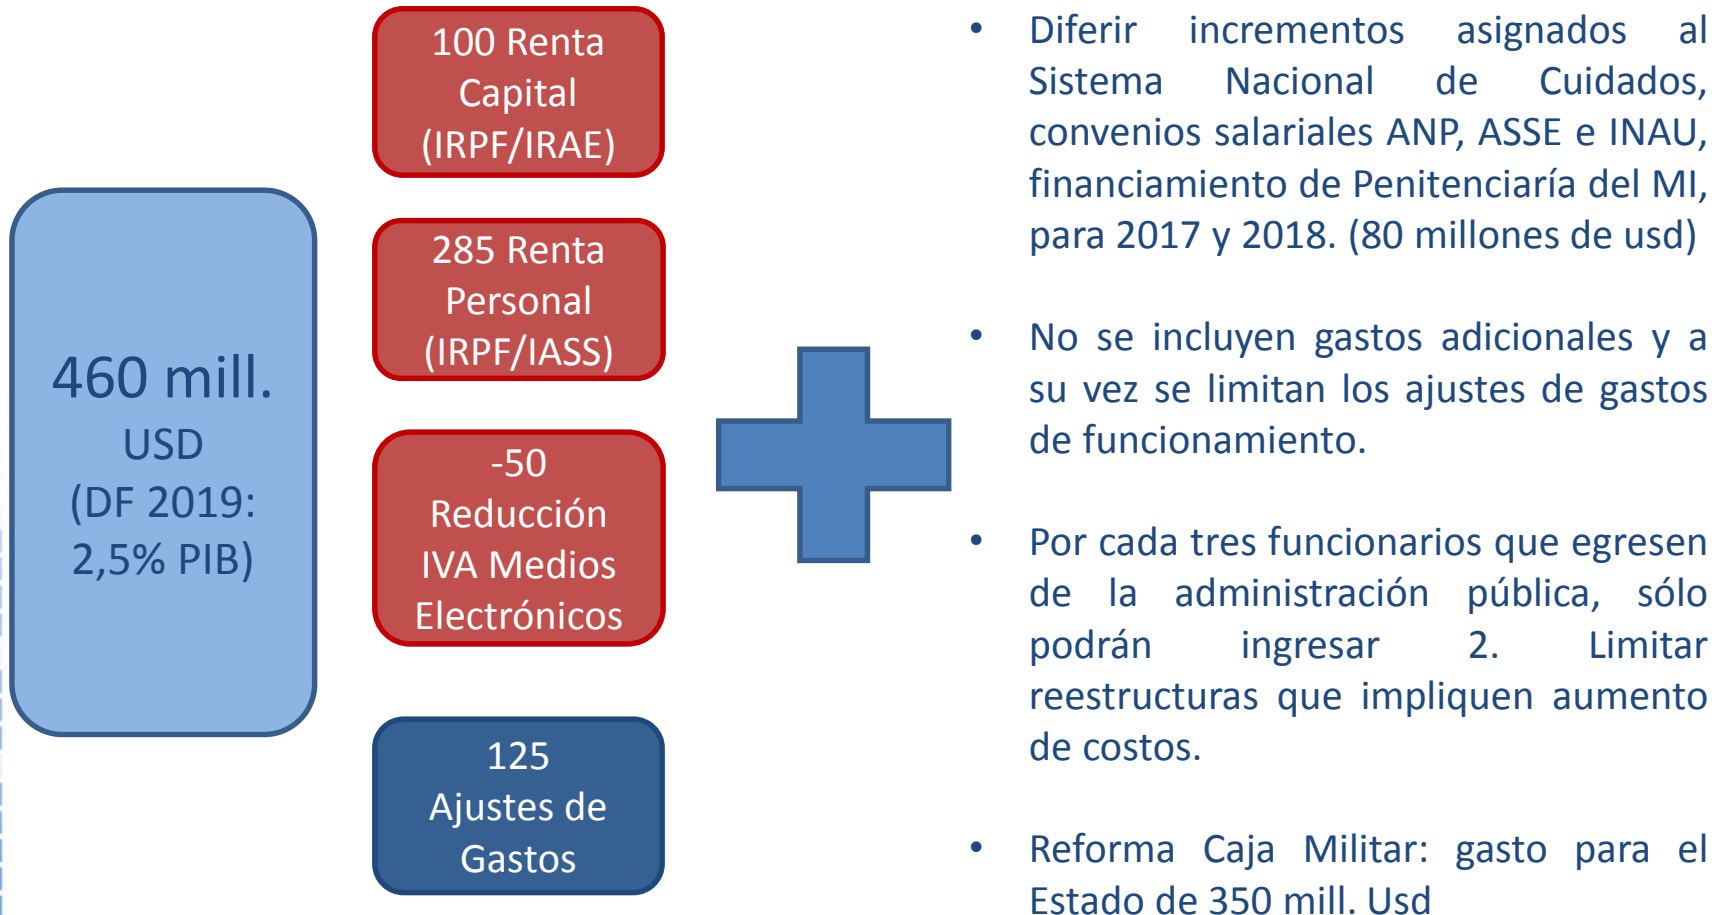 460 mill.
USD
(DF 2019:
2,5% PIB)
100 Renta
Capital
(IRPF/IRAE)
285 Renta
Personal
(IRPF/IASS)
-50
Reducción
IVA Medios
Electrónicos
125
Ajustes de
Gastos
• Diferir incrementos asignados al
Sistema Nacional de Cuidados,
convenios salariales ANP, ASSE e INAU,
financiamiento de Penitenciaría del MI,
para 2017 y 2018. (80 millones de usd)
• No se incluyen gastos adicionales y a
su vez se limitan los ajustes de gastos
de funcionamiento.
• Por cada tres funcionarios que egresen
de la administración pública, sólo
podrán ingresar 2. Limitar
reestructuras que impliquen aumento
de costos.
• Reforma Caja Militar: gasto para el
Estado de 350 mill. Usd